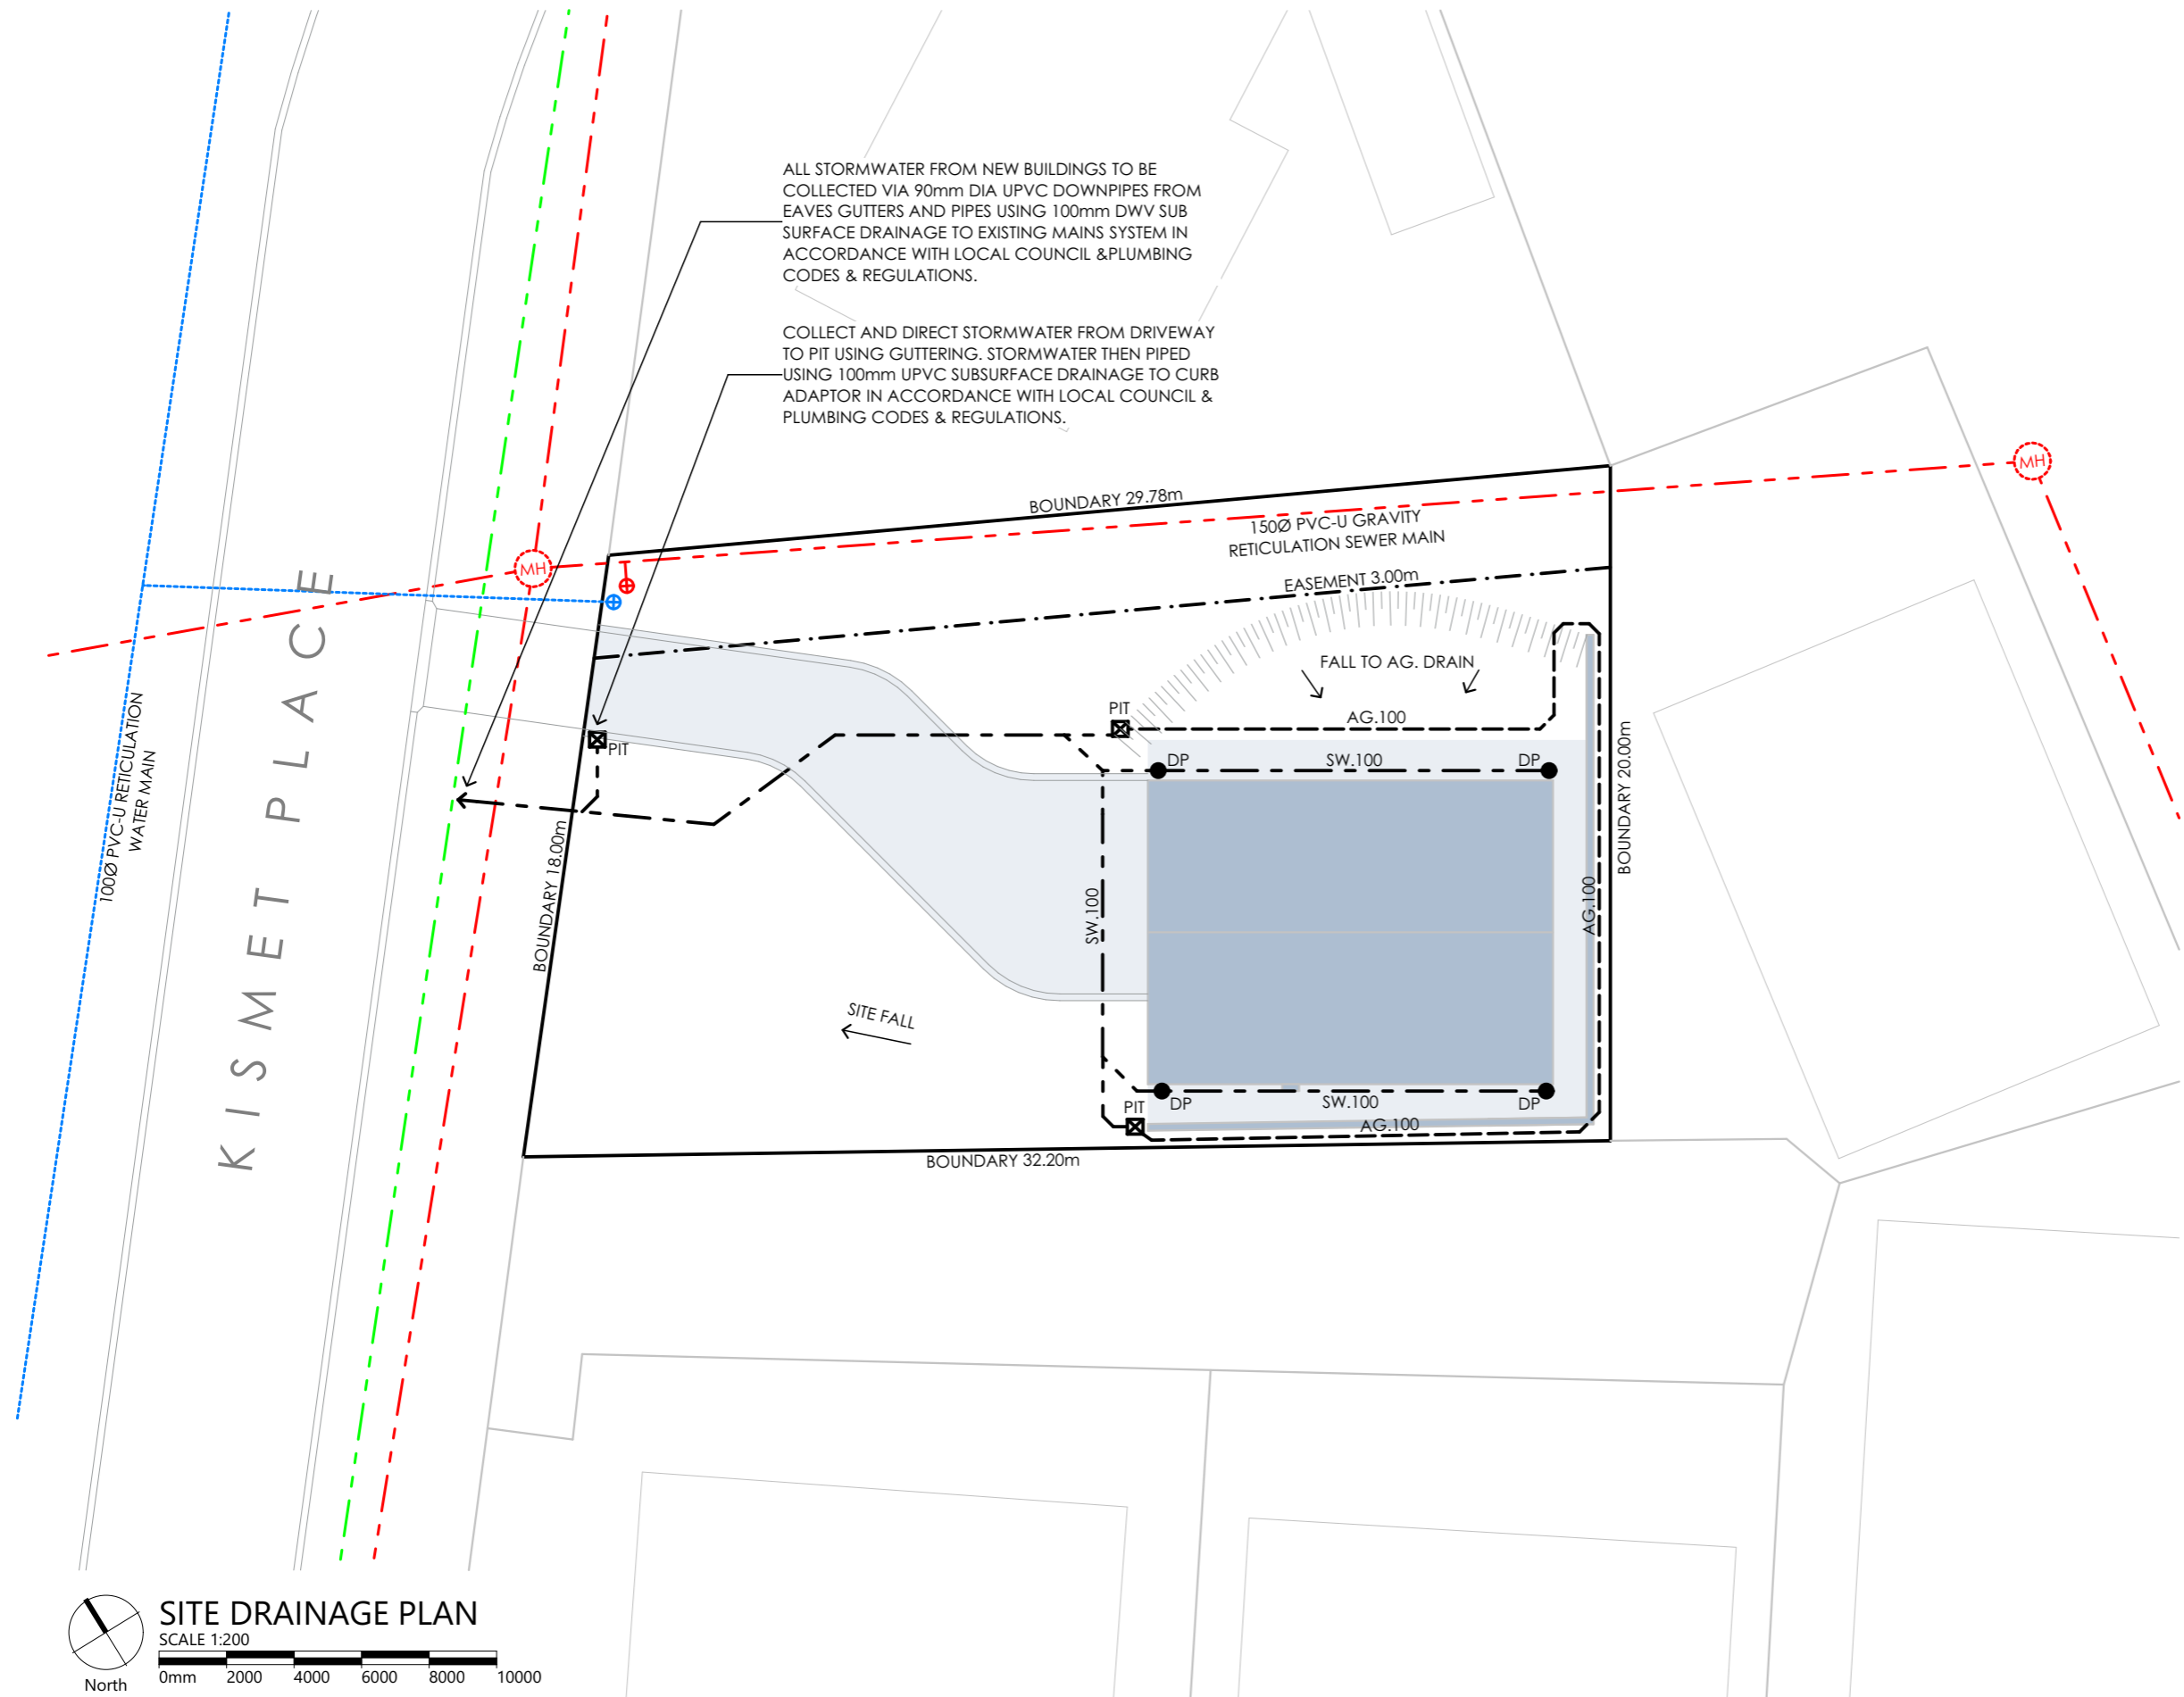 ALL STORMWATER FROM NEW BUILDINGS TO BE
COLLECTED VIA 90mm DIA UPVC DOWNPIPES FROM
EAVES GUTTERS AND PIPES USING 100mm DWV SUB
SURFACE DRAINAGE TO EXISTING MAINS SYSTEM IN
ACCORDANCE WITH LOCAL COUNCIL &PLUMBING
CODES & REGULATIONS.
COLLECT AND DIRECT STORMWATER FROM DRIVEWAY
TO PIT USING GUTTERING. STORMWATER THEN PIPED
USING 100mm UPVC SUBSURFACE DRAINAGE TO CURB
ADAPTOR IN ACCORDANCE WITH LOCAL COUNCIL &
PLUMBING CODES & REGULATIONS.
MH
BOUNDARY 29.78m
150Ø PVC-U GRAVITY
RETICULATION SEWER MAIN
MH
EASEMENT 3.00m
FALL TO AG. DRAIN
PIT
AG.100
PIT
DP
SW.100
DP
BOUNDARY 20.00m
100Ø PVC-U RETICULATION
WATER MAIN
KISMET PLACE
BOUNDARY 18.00m
SW.100
AG.100
SITE FALL
PIT
DP
SW.100
DP
AG.100
BOUNDARY 32.20m
SITE DRAINAGE PLAN
SCALE 1:200
0mm 2000 4000 6000 8000 10000
North